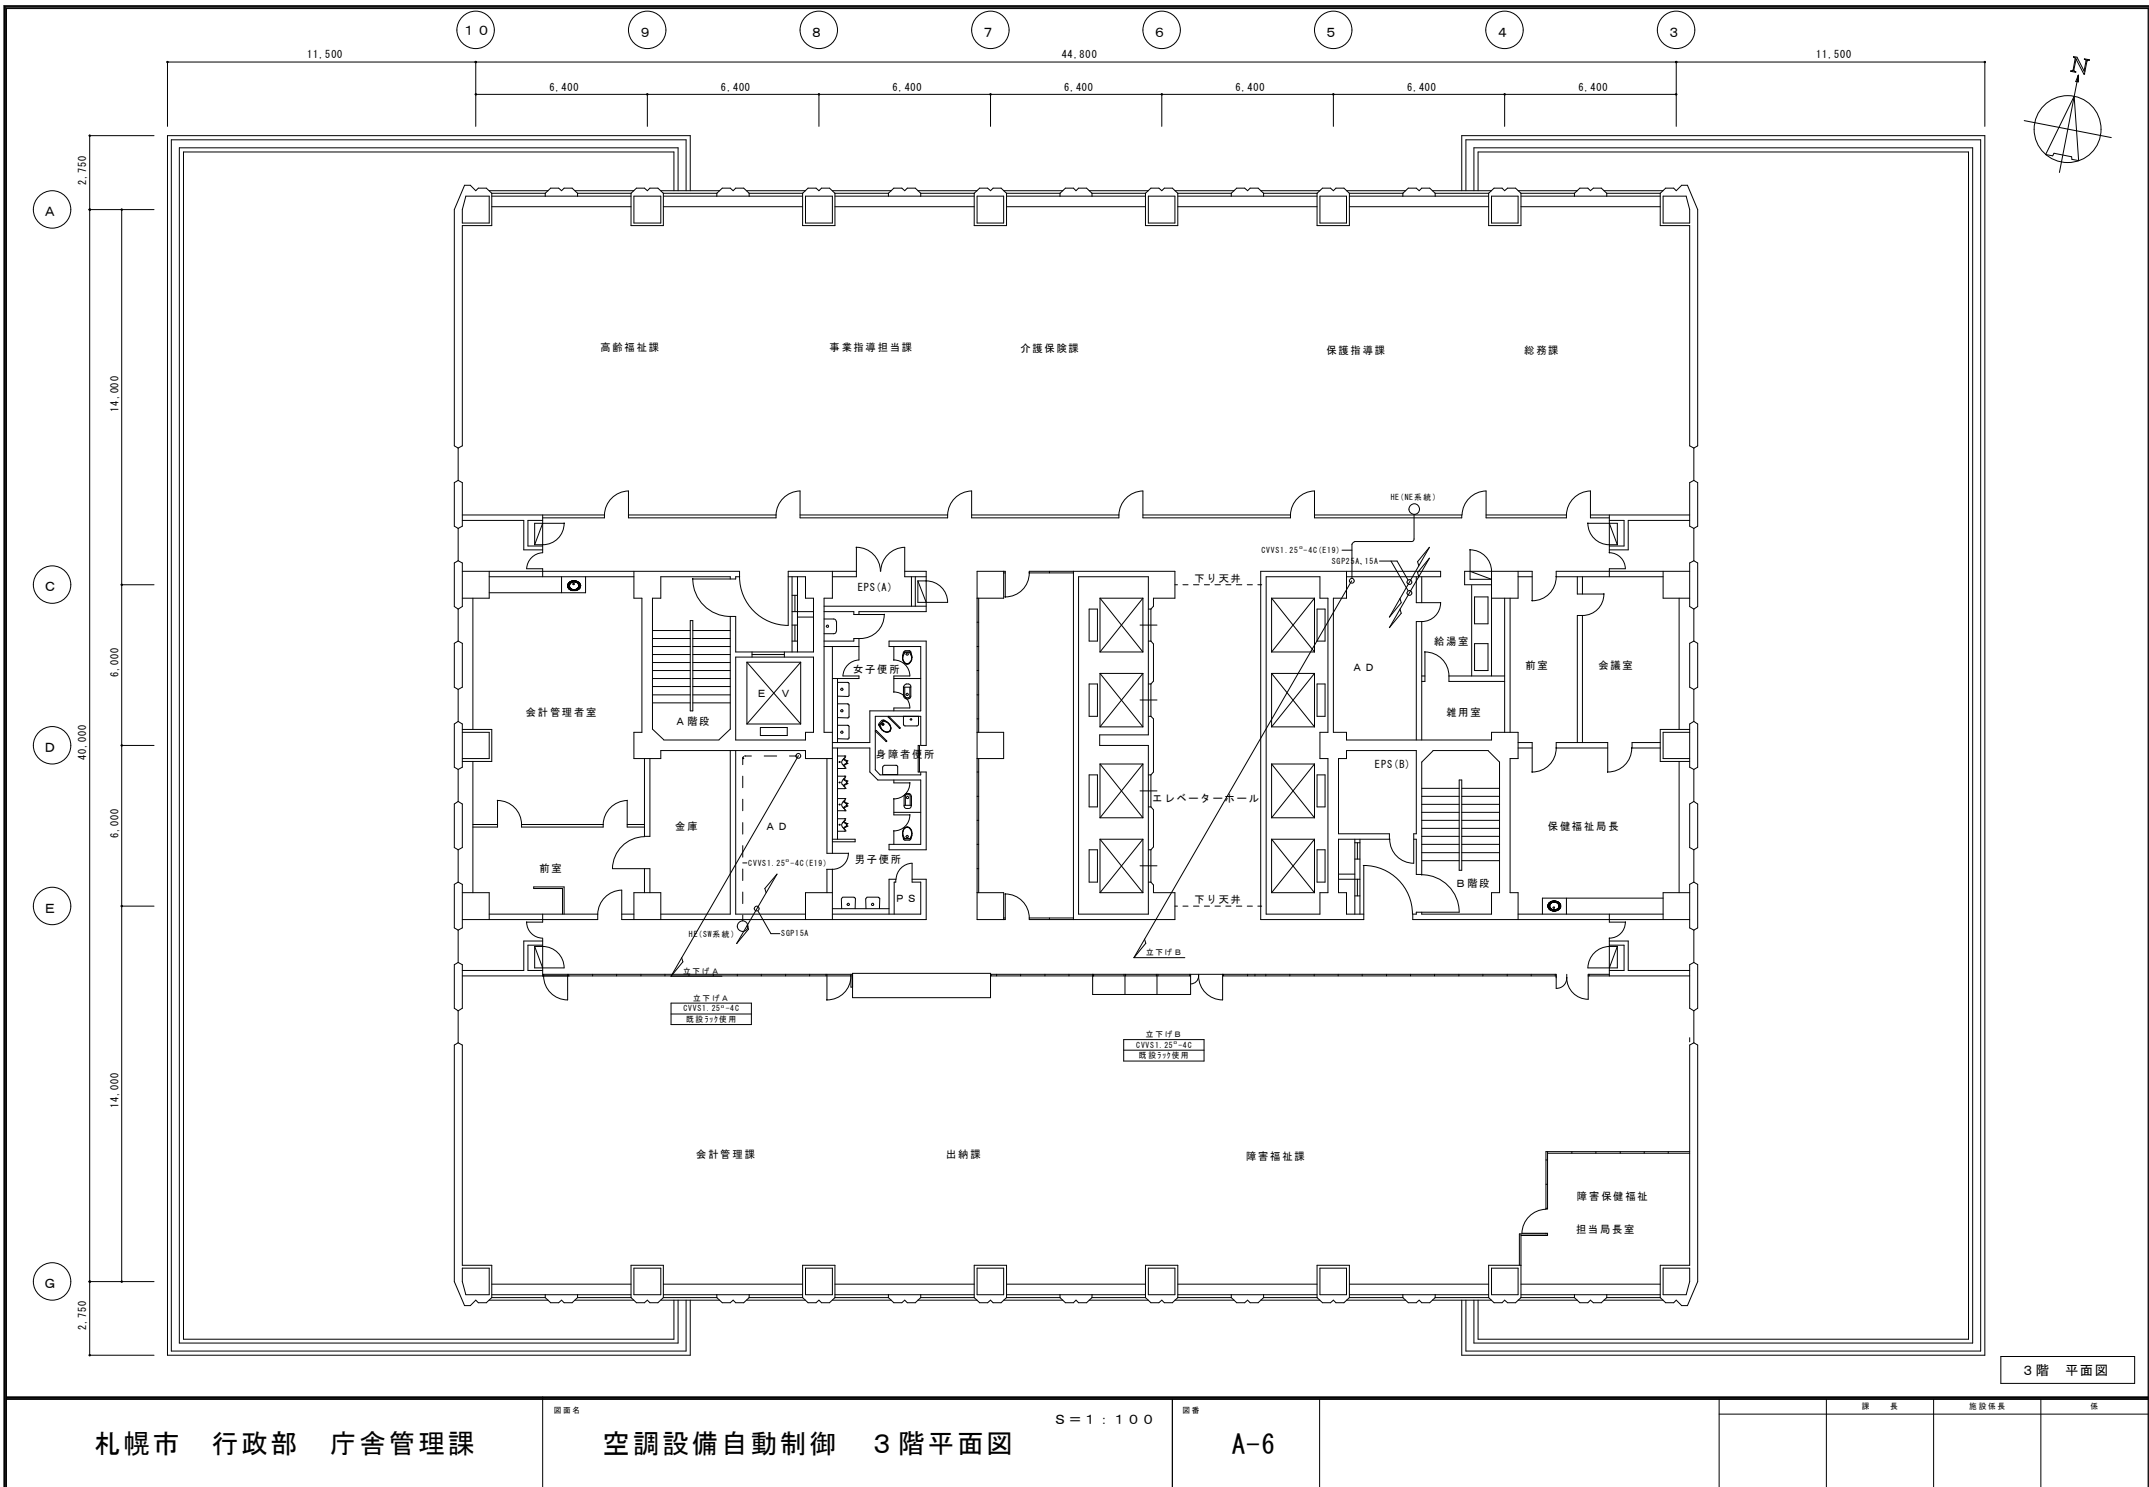 10
9
8
7
6
5
4
3
11,500
44,800
11,500
6,400
6,400
6,400
6,400
6,400
6,400
6,400
N
2,750
14,000
6,000
40,000
6,000
14,000
2,750
A
C
D
E
G
高齢福祉課
事業指導担当課
介護保険課
保護指導課
総務課
HE(NE系統)
CVVS1.25°-4C(E19)
SGP25A,15A
下り天井
EPS(A)
給湯室
前室
会議室
女子便所
AD
EV
会計管理者室
A階段
雑用室
身障者便所
EPS(B)
エレベーターホール
金庫
AD
保健福祉局長
CVVS1.25°-4C(E19)
男子便所
前室
B階段
PS
下り天井
HE(SW系統)
SGP15A
立下げB
立下げA
立下げA
CVVS1.25°-4C
既設ラック使用
立下げB
CVVS1.25°-4C
既設ラック使用
会計管理課
出納課
障害福祉課
障害保健福祉
担当局長室
3階 平面図
札幌市 行政部 庁舎管理課
図面名
空調設備自動制御 3階平面図
S=1:100
図番
A-6
課 長
施設係長
係